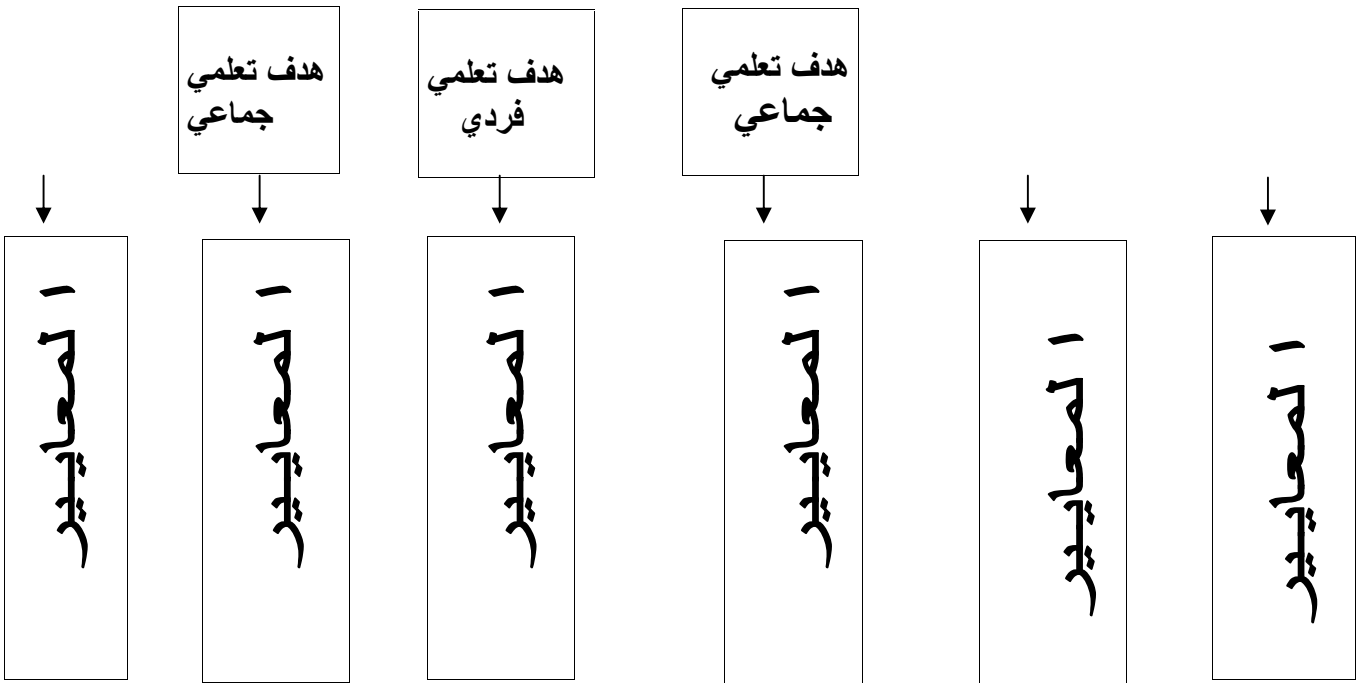 هدف تعلمي
جماعي
هدف تعلمي
فردي
هدف تعلمي
جماعي
المعايير
المعايير
المعايير
المعايير
المعايير
المعايير